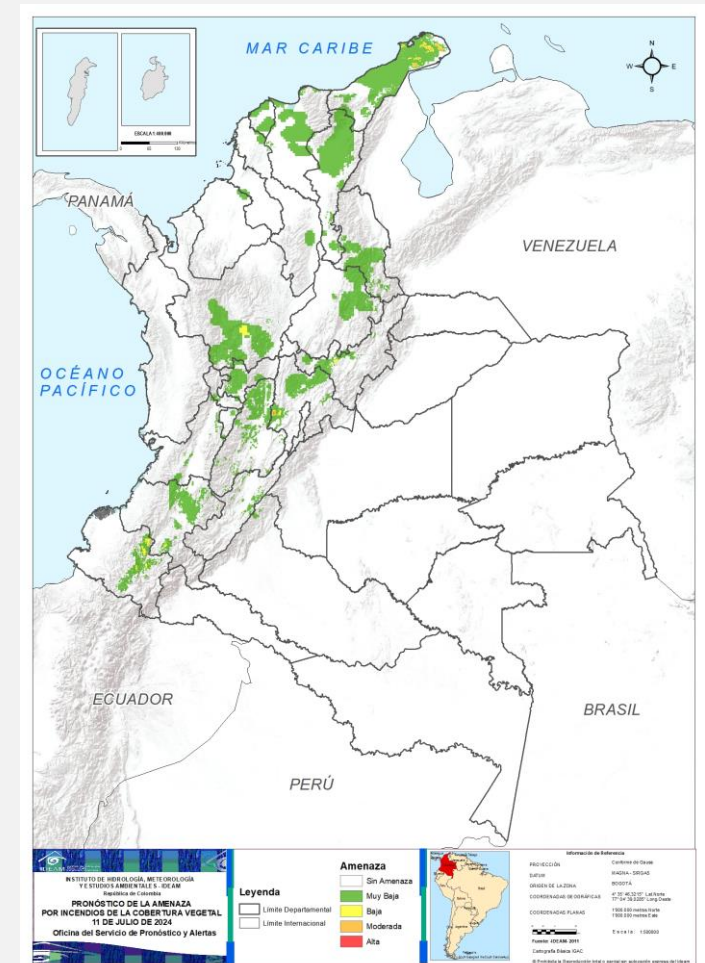 MAR CARIBE
N
W
E
S
PANAMÁ
VENEZUELA
OCÉANO
PACÍFICO
ECUADOR
BRASIL
PERÚ
INSTITUTO DE HIDROLOGÍA, METEOROLOGÍA
Y ESTUDIOS AMBIENTALES - IDEAM
República de Colombia
PRONÓSTICO DE LA AMENAZA
POR INCENDIOS DE LA COBERTURA VEGETAL
11 DE JULIO DE 2024
Oficina del Servicio de Pronóstico y Alertas
Leyenda
Límite Departamental
Límite Internacional
Amenaza
Sin Amenaza
Muy Baja
Baja
Moderada
Alta
Información de Referencia
PROYECCIÓN
Conforme de Gauss
DATUM
MAGNA - SIRGAS
ORIGEN DE LA ZONA
BOGOTÁ
COORDENADAS GEOGRÁFICAS
COORDENADAS PLANAS
Cartografía Básica IGAC